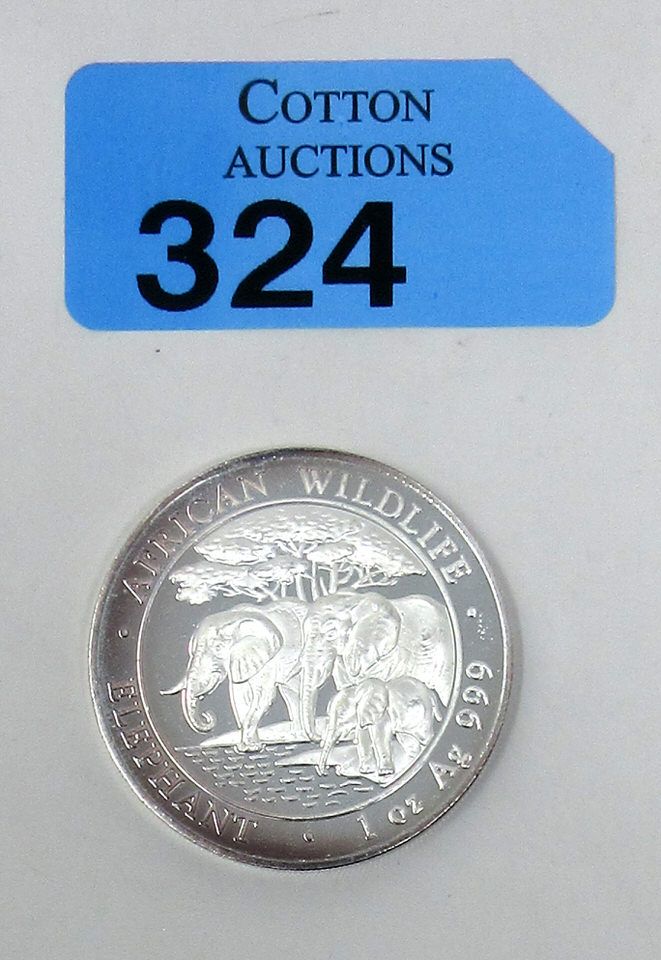 COTTON
AUCTIONS
324
AFRICAN WILDLIFE
ELEPHANT
1 oz Ag 999